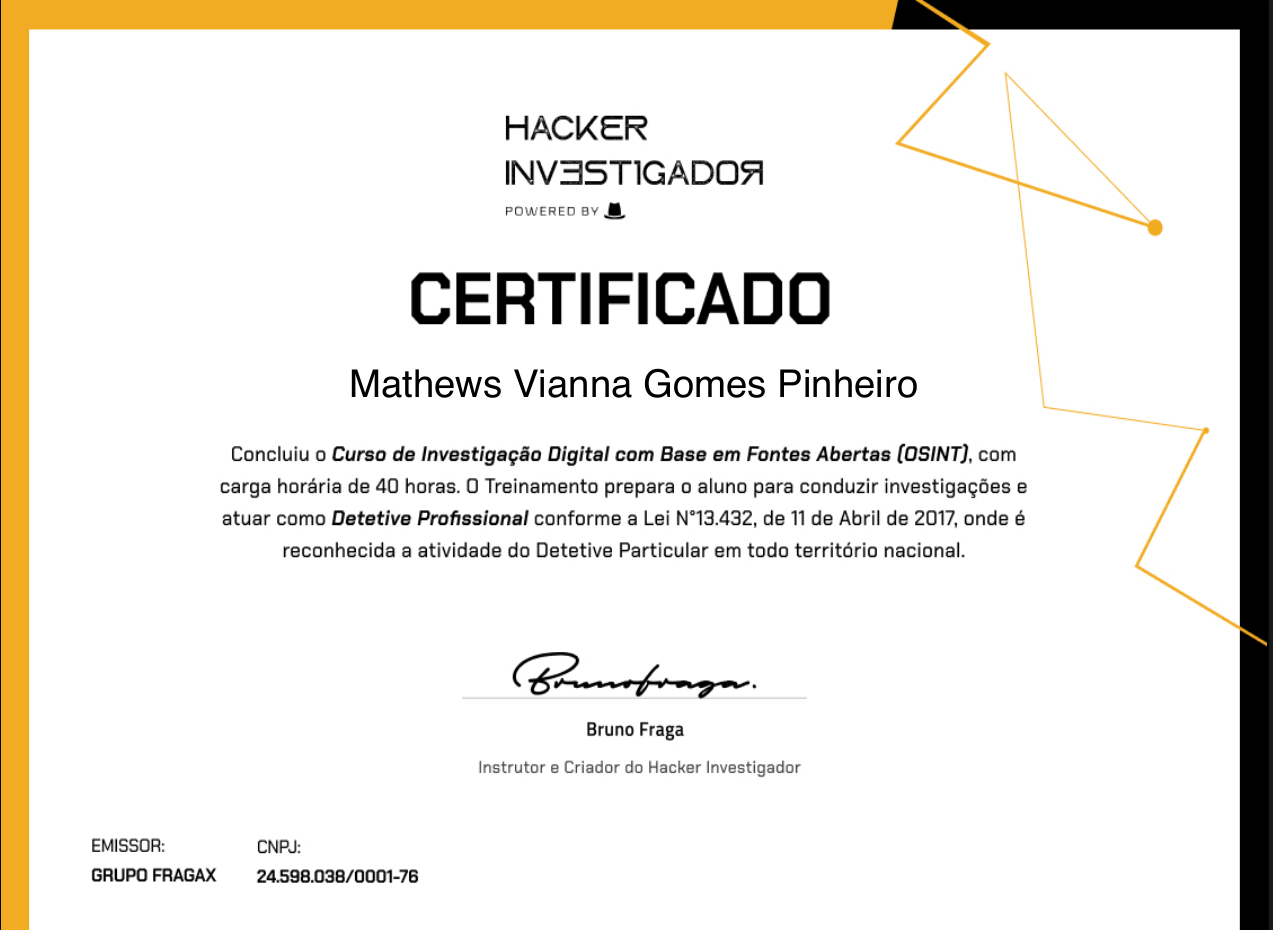 HACKER
INVESTIGADOR
POWERED BY
CERTIFICADO
Mathews Vianna Gomes Pinheiro
Concluiu o Curso de Investigação Digital com Base em Fontes Abertas (OSINT), com
carga horária de 40 horas. O Treinamento prepara o aluno para conduzir investigações e
atuar como Detetive Profissional conforme a Lei N°13.432, de 11 de Abril de 2017, onde é
reconhecida a atividade do Detetive Particular em todo território nacional.
Brunofraga.
Bruno Fraga
Instrutor e Criador do Hacker Investigador
EMISSOR: CNPJ:
GRUPO FRAGAX 24.598.038/0001-76